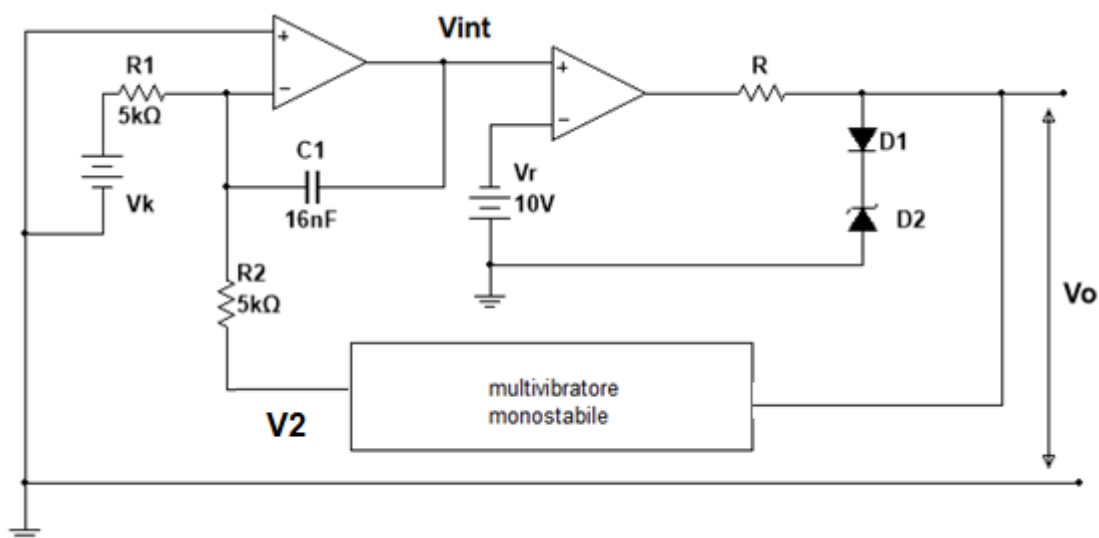 Vint
+
−
R1
5kΩ
R
+
−
D1
C1
16nF
Vk
Vr
10V
D2
R2
5kΩ
Vo
multivibratore
monostabile
V2